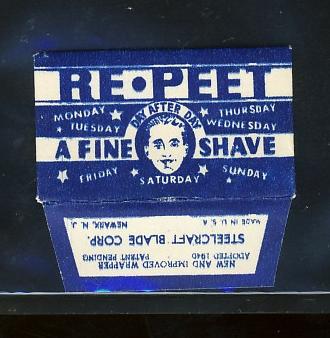 RE•PEET
DAY AFTER DAY
MONDAY
THURSDAY
TUESDAY
WEDNESDAY
A FINE SHAVE
FRIDAY
SUNDAY
SATURDAY
NEW AND IMPROVED WRAPPER
ADOPTED 1940 PATENT PENDING
STEELCRAFT BLADE CORP.
MADE IN U.S.A. NEWARK, N. J.